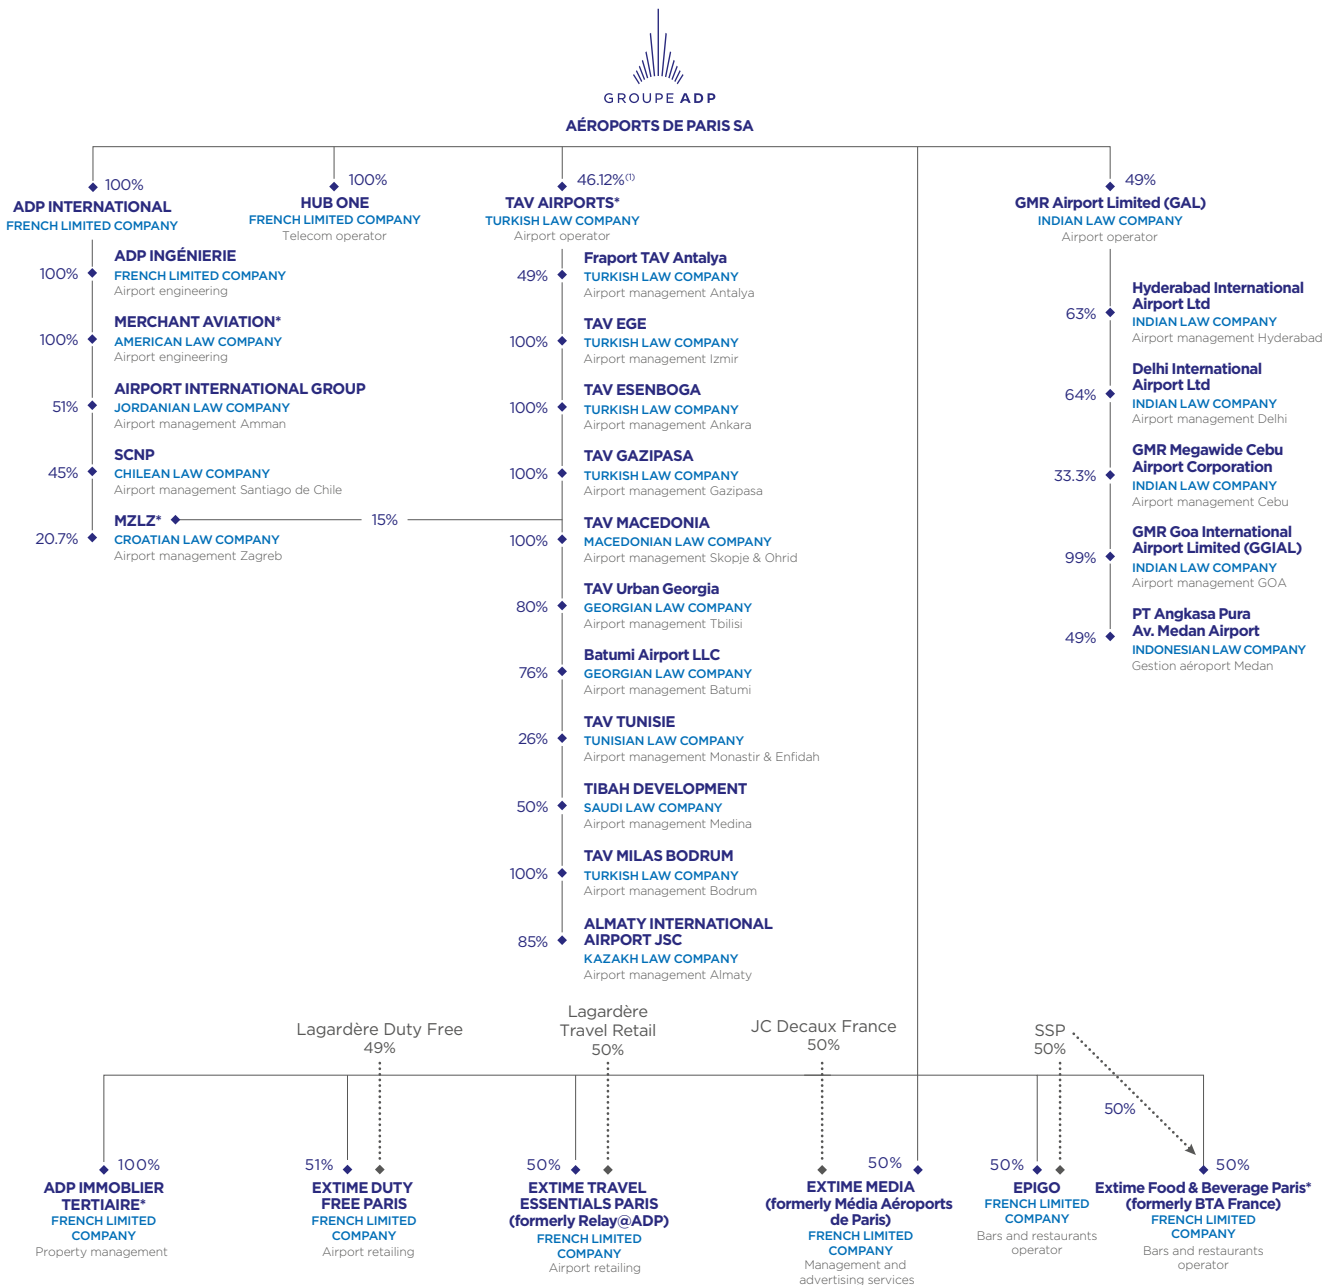 GROUPE ADP
AÉROPORTS DE PARIS SA
100%
ADP INTERNATIONAL
FRENCH LIMITED COMPANY
100%
ADP INGÉNIERIE
FRENCH LIMITED COMPANY
Airport engineering
100%
MERCHANT AVIATION*
AMERICAN LAW COMPANY
Airport engineering
51%
AIRPORT INTERNATIONAL GROUP
JORDANIAN LAW COMPANY
Airport management Amman
45%
SCNP
CHILEAN LAW COMPANY
Airport management Santiago de Chile
20.7%
MZLZ*
CROATIAN LAW COMPANY
Airport management Zagreb
15%
100%
HUB ONE
FRENCH LIMITED COMPANY
Telecom operator
46.12%(1)
TAV AIRPORTS*
TURKISH LAW COMPANY
Airport operator
49%
Fraport TAV Antalya
TURKISH LAW COMPANY
Airport management Antalya
100%
TAV EGE
TURKISH LAW COMPANY
Airport management Izmir
100%
TAV ESENBOGA
TURKISH LAW COMPANY
Airport management Ankara
100%
TAV GAZIPASA
TURKISH LAW COMPANY
Airport management Gazipasa
100%
TAV MACEDONIA
MACEDONIAN LAW COMPANY
Airport management Skopje & Ohrid
80%
TAV Urban Georgia
GEORGIAN LAW COMPANY
Airport management Tbilisi
76%
Batumi Airport LLC
GEORGIAN LAW COMPANY
Airport management Batumi
26%
TAV TUNISIE
TUNISIAN LAW COMPANY
Airport management Monastir & Enfidah
50%
TIBAH DEVELOPMENT
SAUDI LAW COMPANY
Airport management Medina
100%
TAV MILAS BODRUM
TURKISH LAW COMPANY
Airport management Bodrum
85%
ALMATY INTERNATIONAL
AIRPORT JSC
KAZAKH LAW COMPANY
Airport management Almaty
49%
GMR Airport Limited (GAL)
INDIAN LAW COMPANY
Airport operator
63%
Hyderabad International
Airport Ltd
INDIAN LAW COMPANY
Airport management Hyderabad
64%
Delhi International
Airport Ltd
INDIAN LAW COMPANY
Airport management Delhi
33.3%
GMR Megawide Cebu
Airport Corporation
INDIAN LAW COMPANY
Airport management Cebu
99%
GMR Goa International
Airport Limited (GGIAL)
INDIAN LAW COMPANY
Airport management GOA
49%
PT Angkasa Pura
Av. Medan Airport
INDONESIAN LAW COMPANY
Gestion aéroport Medan
Lagardère Duty Free
49%
Lagardère
Travel Retail
50%
JC Decaux France
50%
SSP
50%
50%
100%
ADP IMMOBLIER
TERTIAIRE*
FRENCH LIMITED
COMPANY
Property management
51%
EXTIME DUTY
FREE PARIS
FRENCH LIMITED
COMPANY
Airport retailing
50%
EXTIME TRAVEL
ESSENTIALS PARIS
(formerly Relay@ADP)
FRENCH LIMITED
COMPANY
Airport retailing
50%
EXTIME MEDIA
(formerly Média Aéroports
de Paris)
FRENCH LIMITED
COMPANY
Management and
advertising services
50%
EPIGO
FRENCH LIMITED
COMPANY
Bars and restaurants
operator
50%
Extime Food & Beverage Paris*
(formerly BTA France)
FRENCH LIMITED
COMPANY
Bars and restaurants
operator